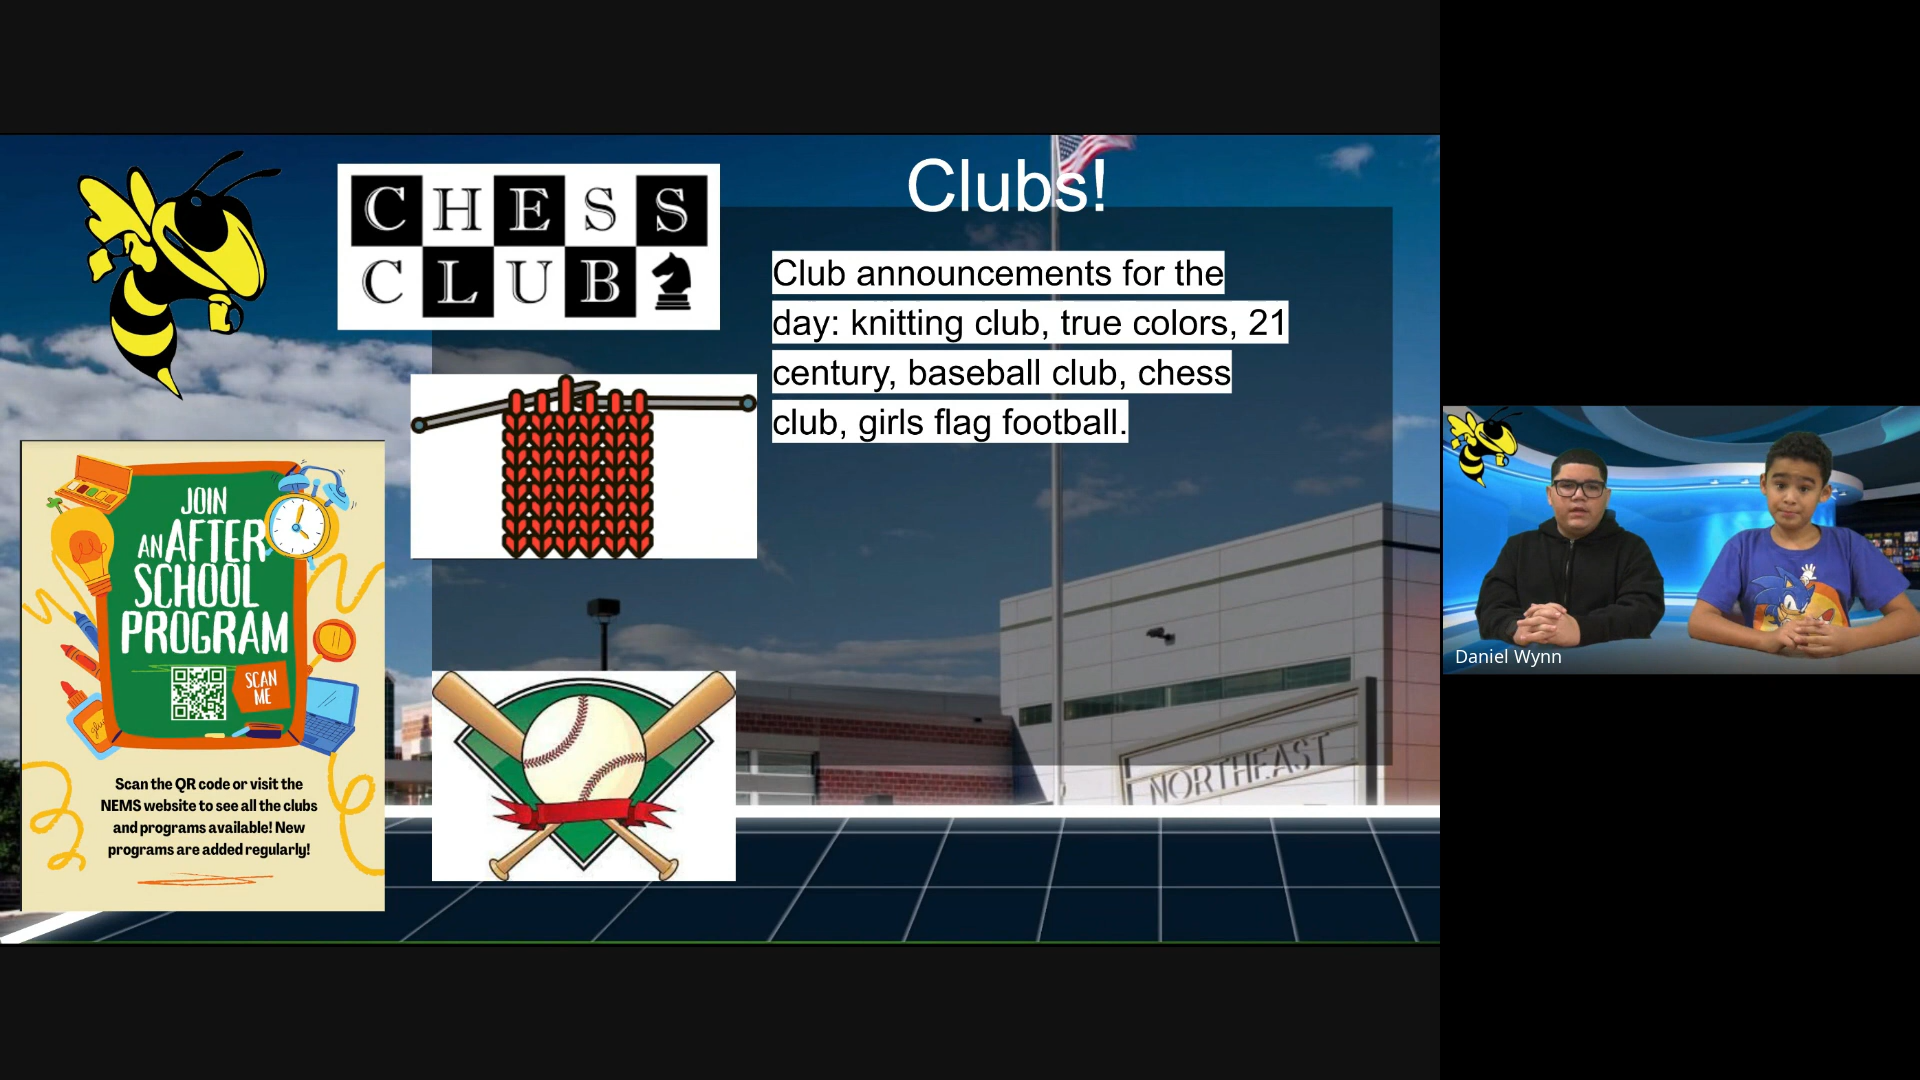 CHESS
CLUB
Clubs!
Club announcements for the
day: knitting club, true colors, 21
century, baseball club, chess
club, girls flag football.
JOIN
AN AFTER
SCHOOL
PROGRAM
SCAN
ME
glue
Scan the QR code or visit the
NEMS website to see all the clubs
and programs available! New
programs are added regularly!
NORTHEAST
Daniel Wynn